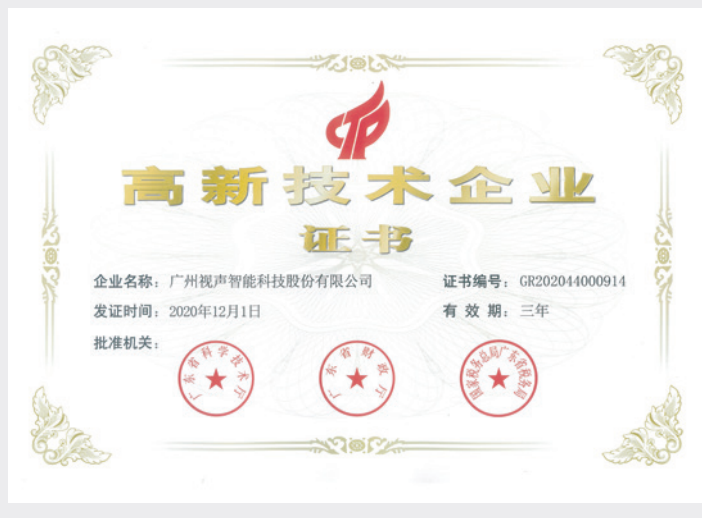 高新技术企业
证书
企业名称：广州视声智能科技股份有限公司
证书编号：GR202044000914
发证时间：2020年12月1日
有 效 期：三年
批准机关：
广东省科学技术厅
广东省财政厅
国家税务总局广东省税务局